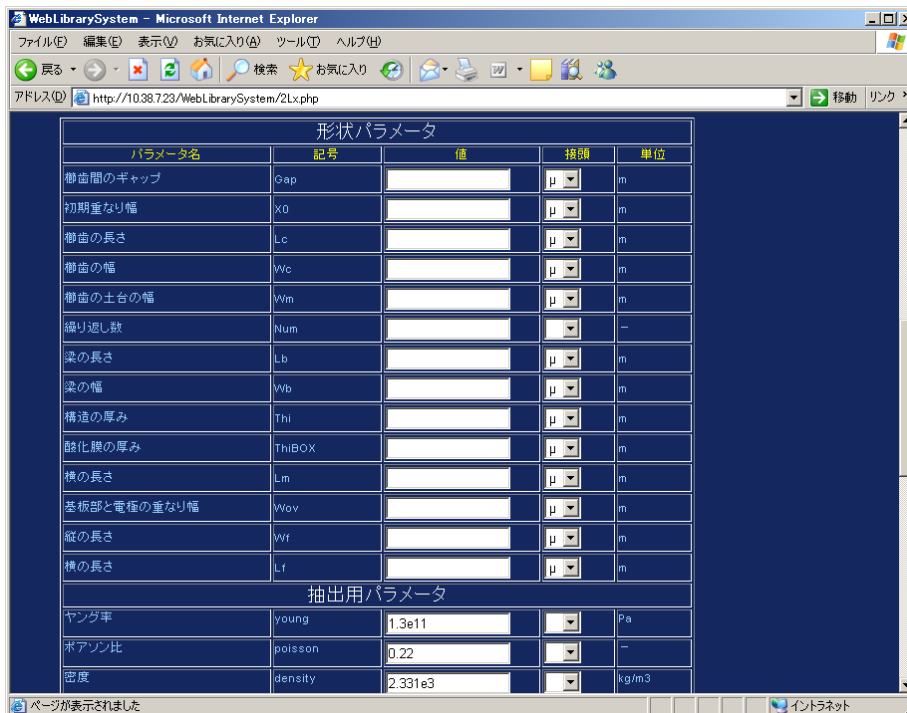 WebLibrarySystem - Microsoft Internet Explorer
ファイル(F) 編集(E) 表示(V) お気に入り(A) ツール(T) ヘルプ(H)
戻る 検索 お気に入り
アドレス(D) http://10.38.7.23/WebLibrarySystem/2Lx.php 移動 リンク »
形状パラメータ
パラメータ名 記号 値 接頭 単位
櫛歯間のギャップ Gap μ m
初期重なり幅 X0 μ m
櫛歯の長さ Lc μ m
櫛歯の幅 Wc μ m
櫛歯の土台の幅 Wm μ m
繰り返し数 Num −
梁の長さ Lb μ m
梁の幅 Wb μ m
構造の厚み Thi μ m
酸化膜の厚み ThiBOX μ m
横の長さ Lm μ m
基板部と電極の重なり幅 Wov μ m
縦の長さ Wf μ m
横の長さ Lf μ m
抽出用パラメータ
ヤング率 young 1.3e11 Pa
ポアソン比 poisson 0.22 −
密度 density 2.331e3 kg/m3
ページが表示されました イントラネット